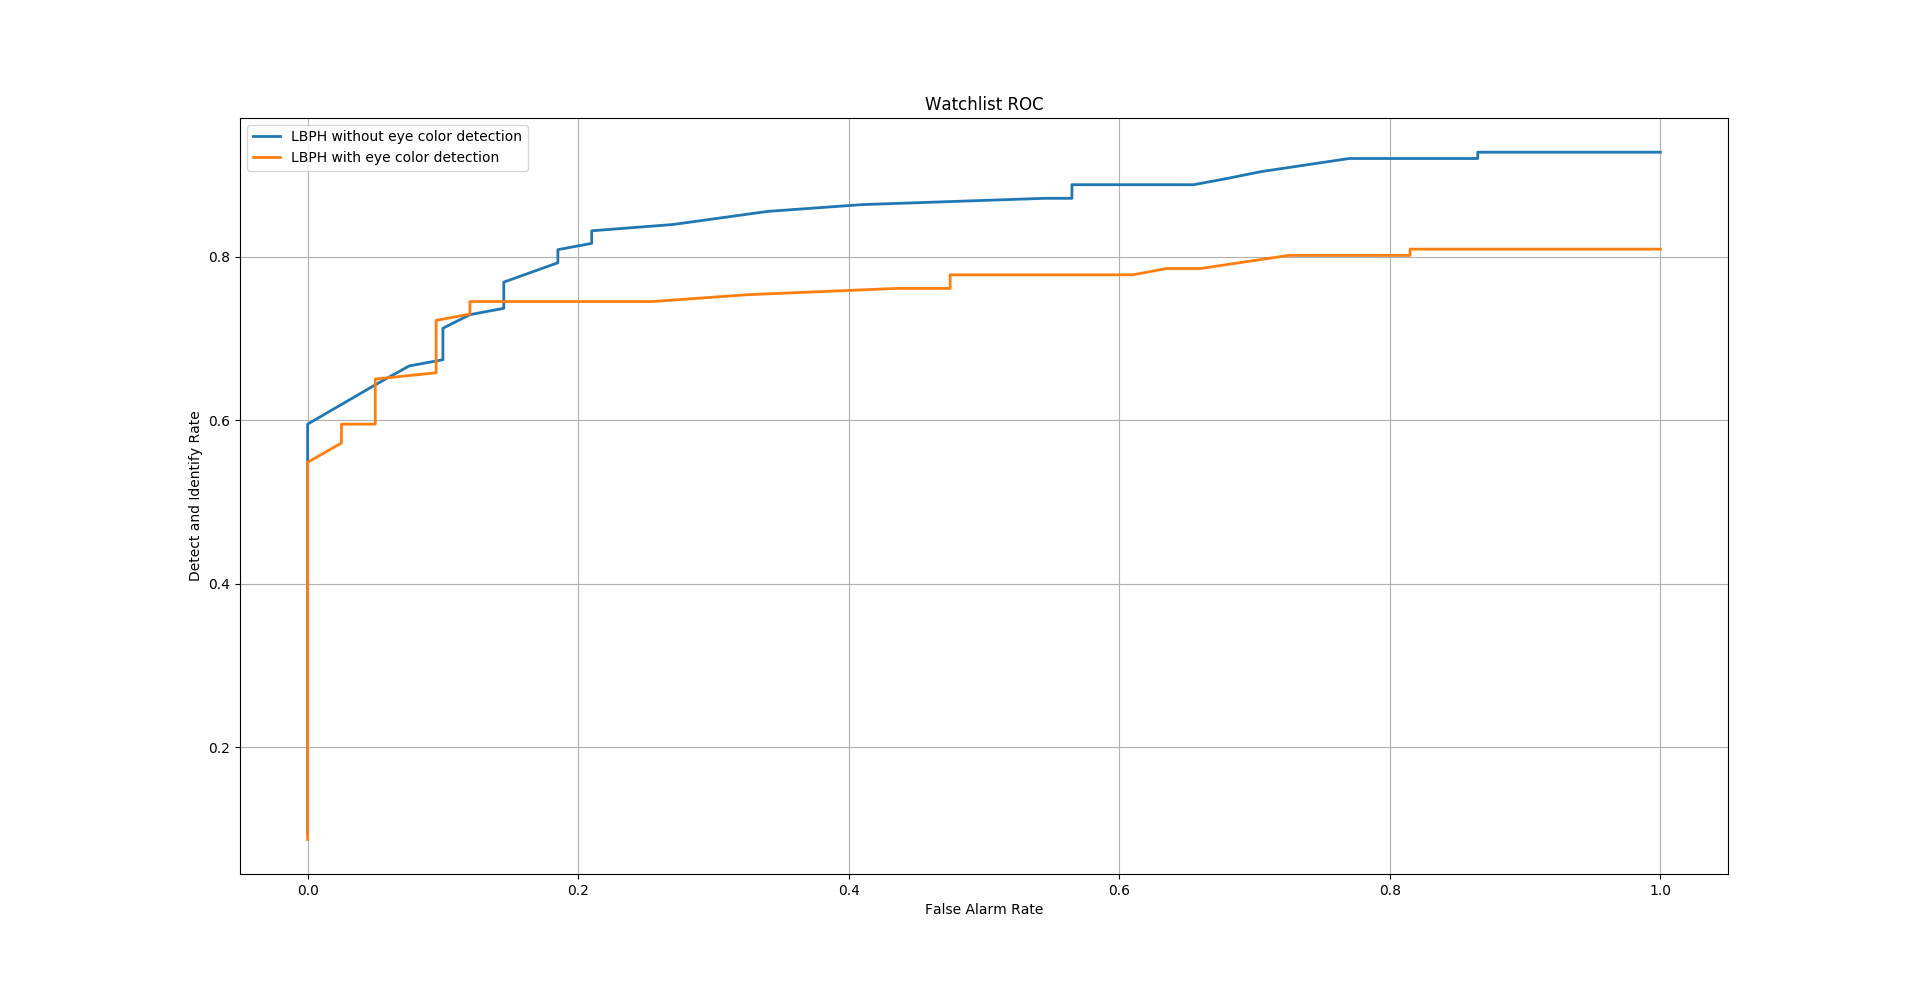 Watchlist ROC
LBPH without eye color detection
LBPH with eye color detection
Detect and Identify Rate
0.8
0.6
0.4
0.2
0.0
0.2
0.4
0.6
0.8
1.0
False Alarm Rate